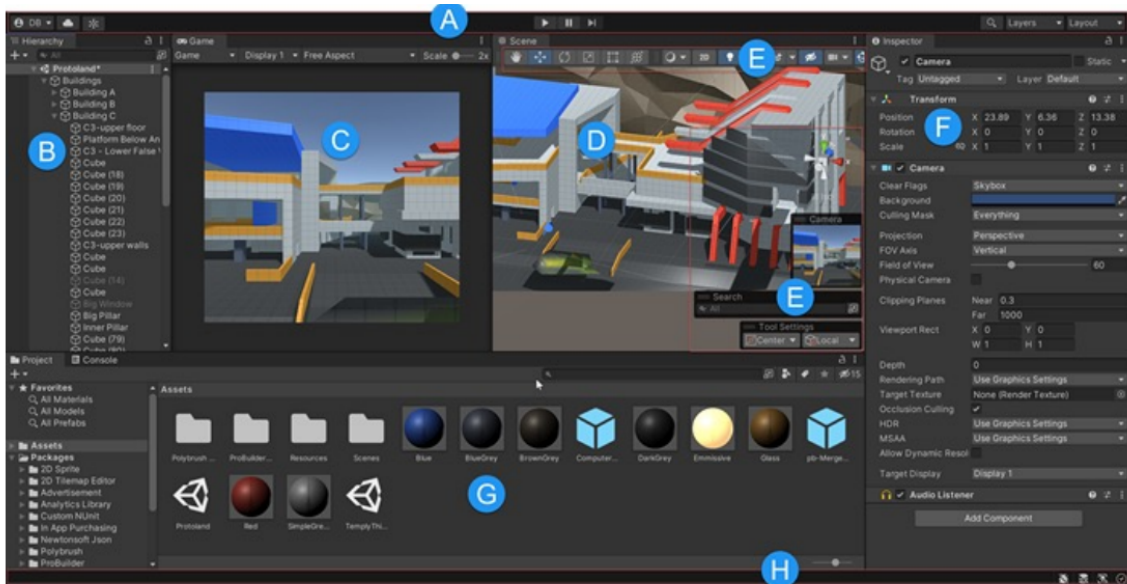 DB
A
Layers
Layout
Hierarchy
All
Protoland*
Buildings
Building A
Building B
Building C
C3-upper floor
Platform Below An
C3 - Lower False
Cube
Cube (18)
Cube (19)
Cube (20)
Cube (21)
Cube (22)
Cube (23)
C3-upper walls
Cube
Cube
Cube (14)
Cube
Big Window
Big Pillar
Inner Pillar
Cube (79)
Cube (80)
B
Game
Game Display 1 Free Aspect Scale 2x
C
Scene
2D
E
D
Camera
E
Search
All
Tool Settings
Center Local
Inspector
Camera Static
Tag Untagged Layer Default
Transform
Position X 23.89 Y 6.36 Z 13.38
Rotation X 0 Y 0 Z 0
Scale X 1 Y 1 Z 1
F
Camera
Clear Flags Skybox
Background
Culling Mask Everything
Projection Perspective
FOV Axis Vertical
Field of View 60
Physical Camera
Clipping Planes Near 0.3
Far 1000
Viewport Rect X 0 Y 0
W 1 H 1
Depth 0
Rendering Path Use Graphics Settings
Target Texture None (Render Texture)
Occlusion Culling
HDR Use Graphics Settings
MSAA Use Graphics Settings
Allow Dynamic Resol
Target Display Display 1
Audio Listener
Add Component
Project Console
15
Favorites
All Materials
All Models
All Prefabs
Assets
Packages
2D Sprite
2D Tilemap Editor
Advertisement
Analytics Library
Custom NUnit
In App Purchasing
Newtonsoft Json
Polybrush
ProBuilder
Assets
Polybrush ... ProBuilder... Resources Scenes Blue BlueGrey BrownGrey Computer... DarkGrey Emmissive Glass pb-Merge...
Protoland Red SimpleGre... TemplyThi...
G
H